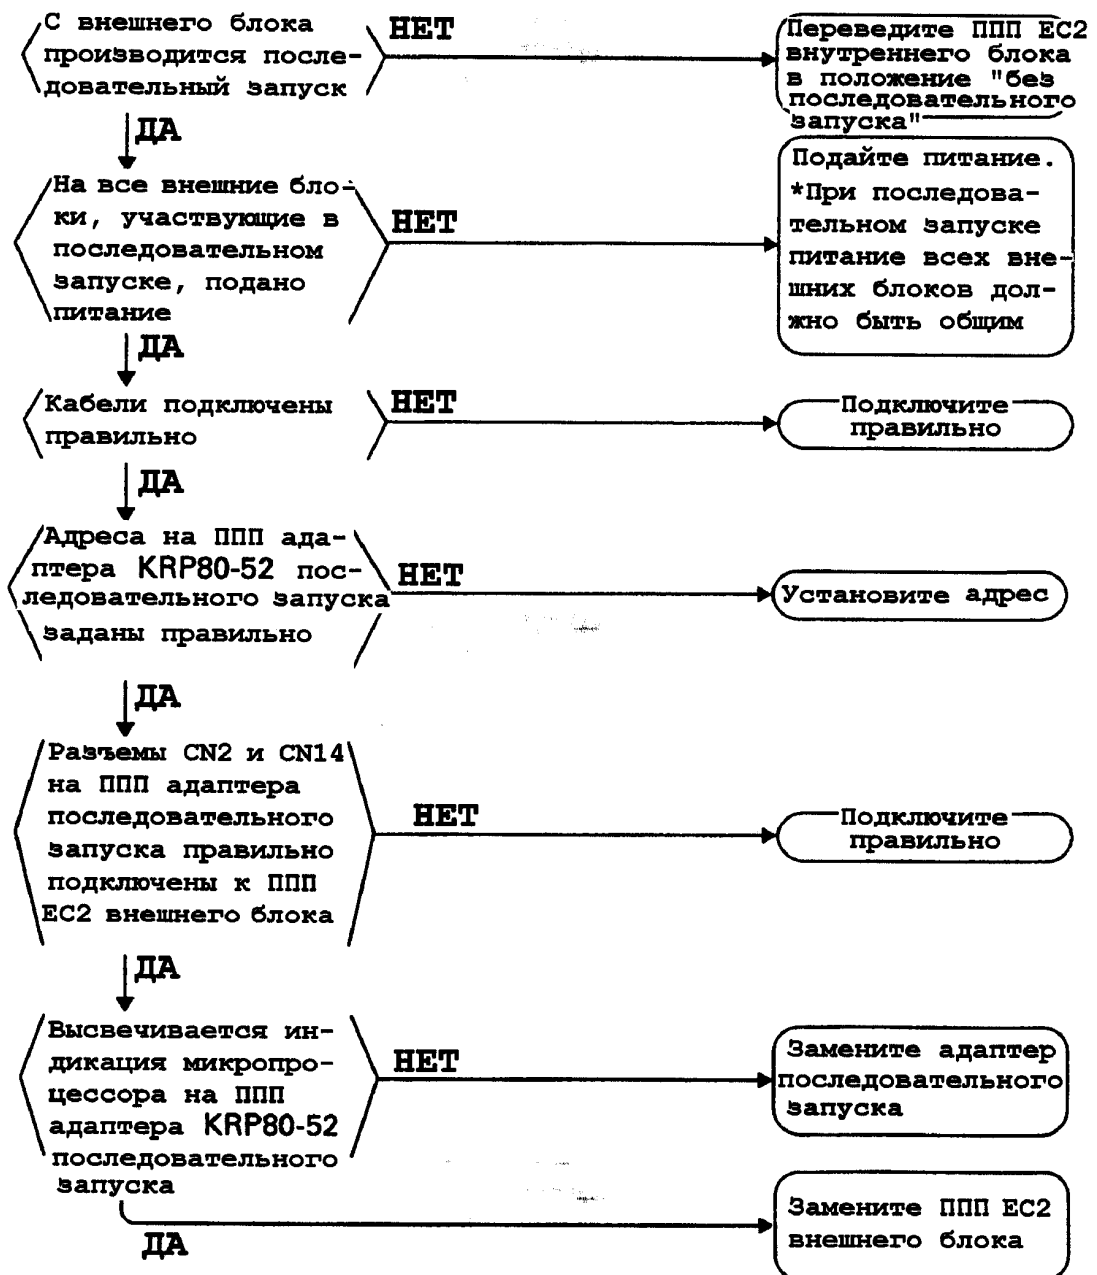 С внешнего блока
производится после-
довательный запуск
НЕТ
Переведите ППП EC2
внутреннего блока
в положение "без
последовательного
запуска"
ДА
На все внешние бло-
ки, участвующие в
последовательном
запуске, подано
питание
НЕТ
Подайте питание.
*При последова-
тельном запуске
питание всех вне-
шних блоков дол-
жно быть общим
ДА
Кабели подключены
правильно
НЕТ
Подключите
правильно
ДА
Адреса на ППП ада-
птера KRP80-52 пос-
ледовательного запуска
заданы правильно
НЕТ
Установите адрес
ДА
Разъемы CN2 и CN14
на ППП адаптера
последовательного
запуска правильно
подключены к ППП
EC2 внешнего блока
НЕТ
Подключите
правильно
ДА
Высвечивается ин-
дикация микропро-
цессора на ППП
адаптера KRP80-52
последовательного
запуска
НЕТ
Замените адаптер
последовательного
запуска
ДА
Замените ППП EC2
внешнего блока